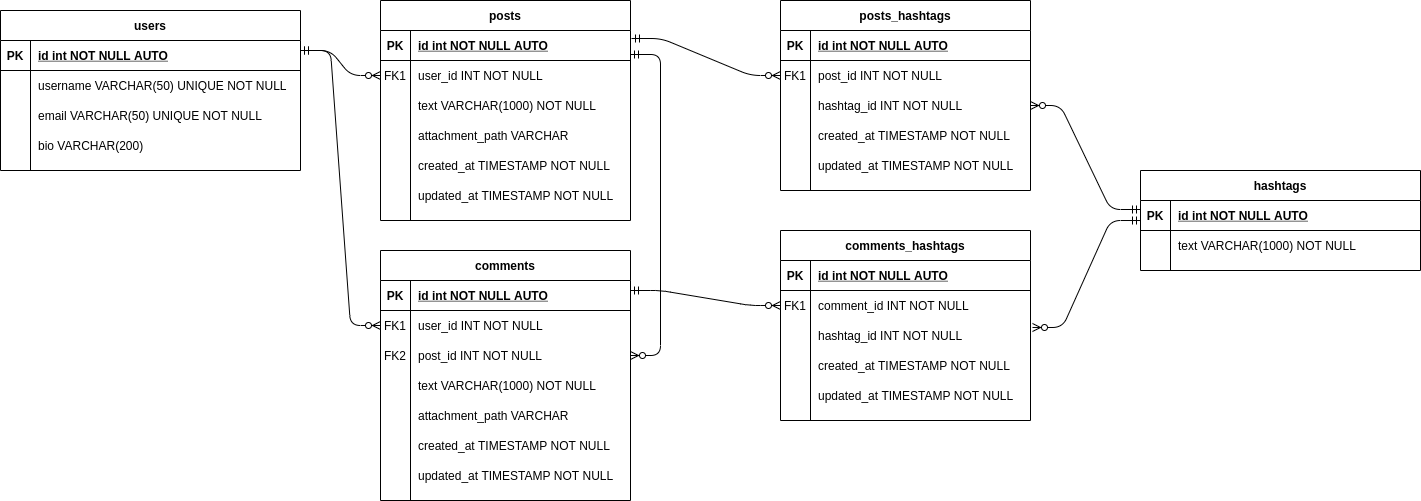 users
PK id int NOT NULL AUTO
username VARCHAR(50) UNIQUE NOT NULL
email VARCHAR(50) UNIQUE NOT NULL
bio VARCHAR(200)
posts
PK id int NOT NULL AUTO
FK1 user_id INT NOT NULL
text VARCHAR(1000) NOT NULL
attachment_path VARCHAR
created_at TIMESTAMP NOT NULL
updated_at TIMESTAMP NOT NULL
comments
PK id int NOT NULL AUTO
FK1 user_id INT NOT NULL
FK2 post_id INT NOT NULL
text VARCHAR(1000) NOT NULL
attachment_path VARCHAR
created_at TIMESTAMP NOT NULL
updated_at TIMESTAMP NOT NULL
posts_hashtags
PK id int NOT NULL AUTO
FK1 post_id INT NOT NULL
hashtag_id INT NOT NULL
created_at TIMESTAMP NOT NULL
updated_at TIMESTAMP NOT NULL
comments_hashtags
PK id int NOT NULL AUTO
FK1 comment_id INT NOT NULL
hashtag_id INT NOT NULL
created_at TIMESTAMP NOT NULL
updated_at TIMESTAMP NOT NULL
hashtags
PK id int NOT NULL AUTO
text VARCHAR(1000) NOT NULL